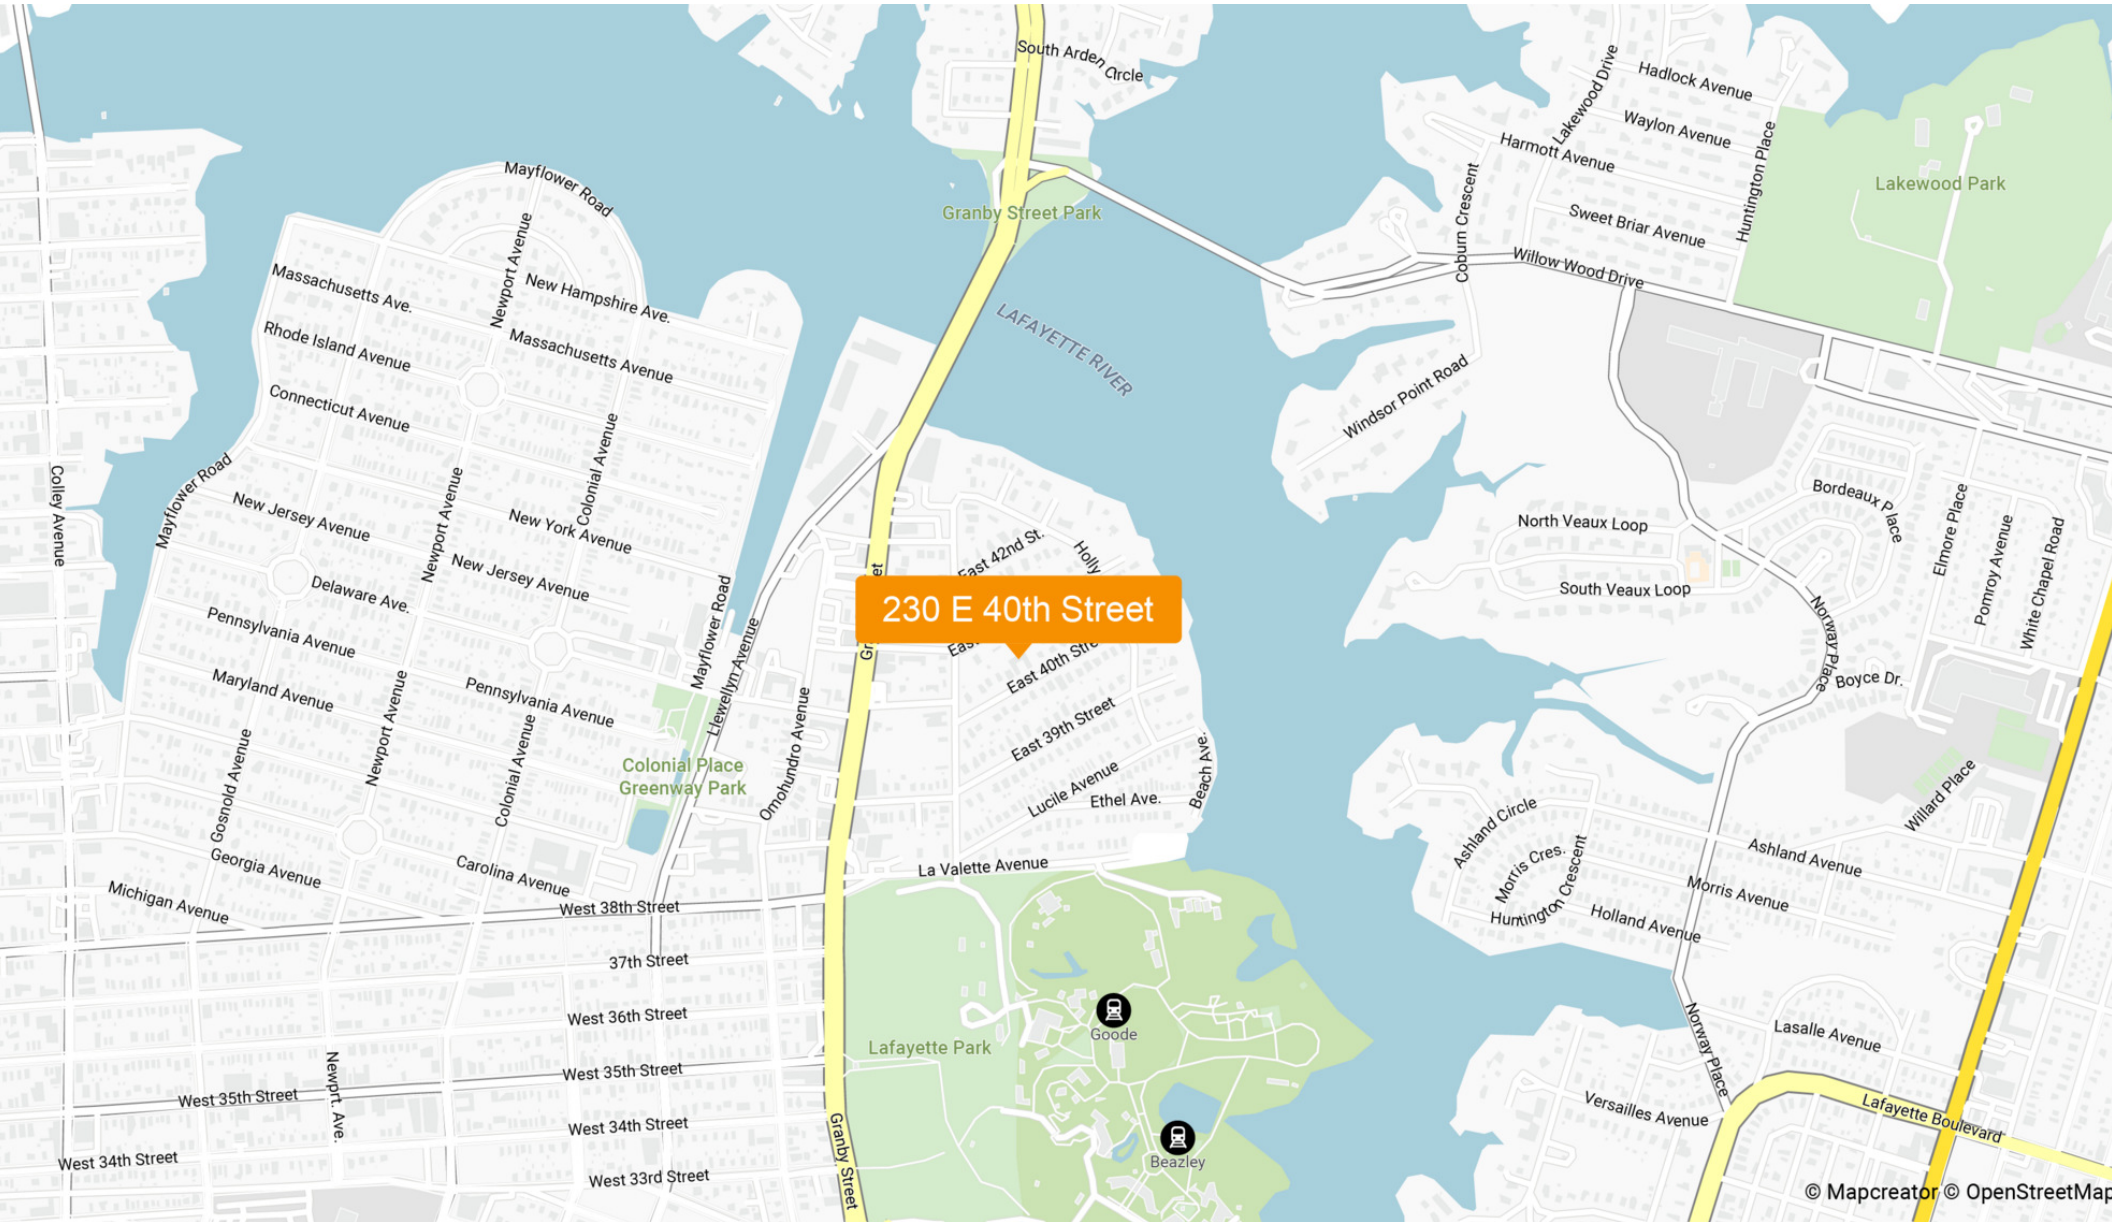 South Arden Circle
Hadlock Avenue
Lakewood Drive
Waylon Avenue
Harmott Avenue
Huntington Place
Lakewood Park
Coburn Crescent
Sweet Briar Avenue
Willow Wood Drive
Mayflower Road
Granby Street Park
Newport Avenue
New Hampshire Ave.
Massachusetts Ave.
Massachusetts Avenue
Rhode Island Avenue
Connecticut Avenue
LAFAYETTE RIVER
Windsor Point Road
Colley Avenue
Mayflower Road
New Jersey Avenue
Newport Avenue
Colonial Avenue
New York Avenue
New Jersey Avenue
Delaware Ave.
Pennsylvania Avenue
Mayflower Road
Llewellyn Avenue
East 42nd St.
Holly
230 E 40th Street
East 40th Stre
East 39th Street
Lucile Avenue
Ethel Ave.
Beach Ave.
North Veaux Loop
South Veaux Loop
Bordeaux Place
Elmore Place
Pomroy Avenue
White Chapel Road
Norway Place
Boyce Dr.
Willard Place
Maryland Avenue
Pennsylvania Avenue
Newport Avenue
Colonial Avenue
Gosnold Avenue
Colonial Place
Greenway Park
Omohundro Avenue
Georgia Avenue
Carolina Avenue
Michigan Avenue
West 38th Street
La Valette Avenue
37th Street
West 36th Street
West 35th Street
West 35th Street
Newprt. Ave.
West 34th Street
West 34th Street
West 33rd Street
Granby Street
Lafayette Park
Goode
Beazley
Ashland Circle
Morris Cres.
Huntington Crescent
Ashland Avenue
Morris Avenue
Holland Avenue
Norway Place
Lasalle Avenue
Versailles Avenue
Lafayette Boulevard
© Mapcreator © OpenStreetMap